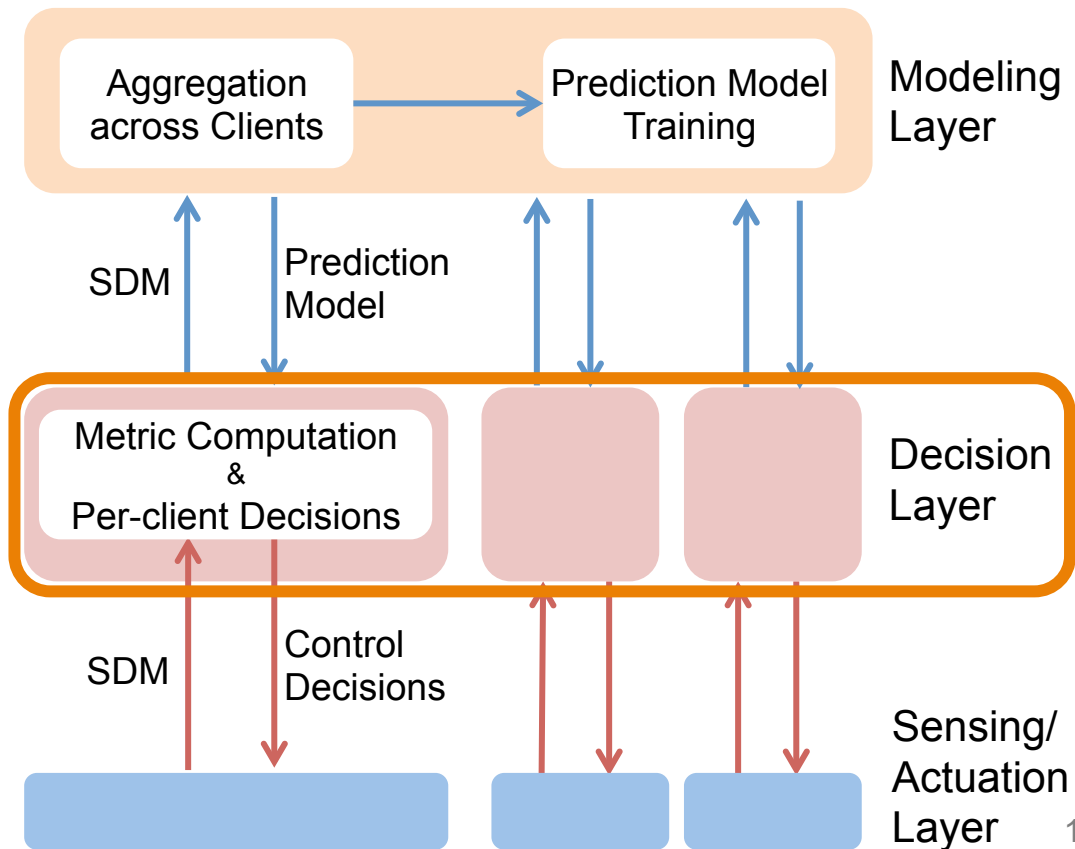 Aggregation
across Clients
Prediction Model
Training
Modeling
Layer
SDM
Prediction
Model
Metric Computation
&
Per-client Decisions
Decision
Layer
SDM
Control
Decisions
Sensing/
Actuation
Layer
1